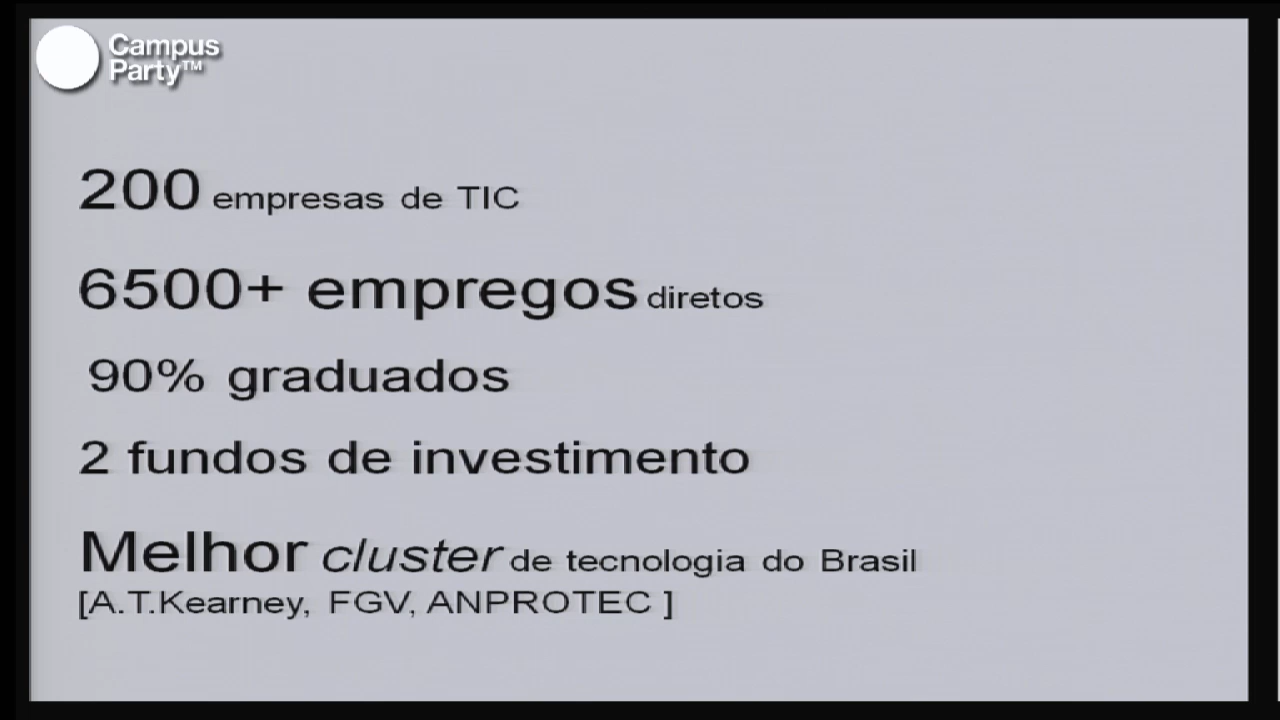 Campus
Party™
200 empresas de TIC
6500+ empregos diretos
90% graduados
2 fundos de investimento
Melhor cluster de tecnologia do Brasil
[A.T.Kearney, FGV, ANPROTEC ]